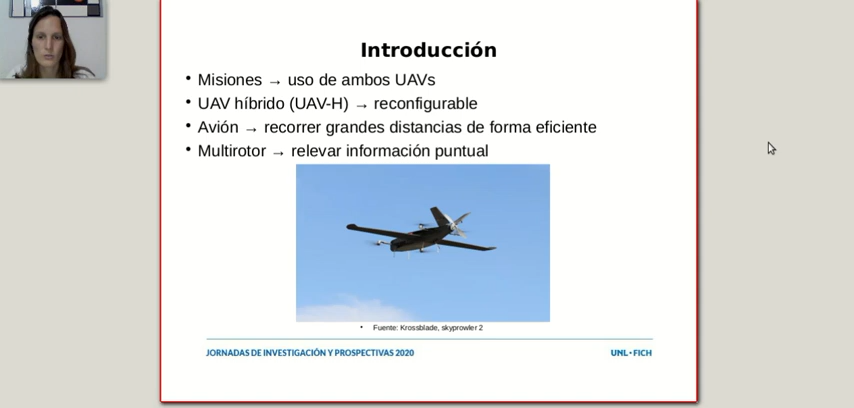 Introducción
• Misiones → uso de ambos UAVs
• UAV híbrido (UAV-H) → reconfigurable
• Avión → recorrer grandes distancias de forma eficiente
• Multirotor → relevar información puntual
• Fuente: Krossblade, skyprowler 2
JORNADAS DE INVESTIGACIÓN Y PROSPECTIVAS 2020
UNL•FICH